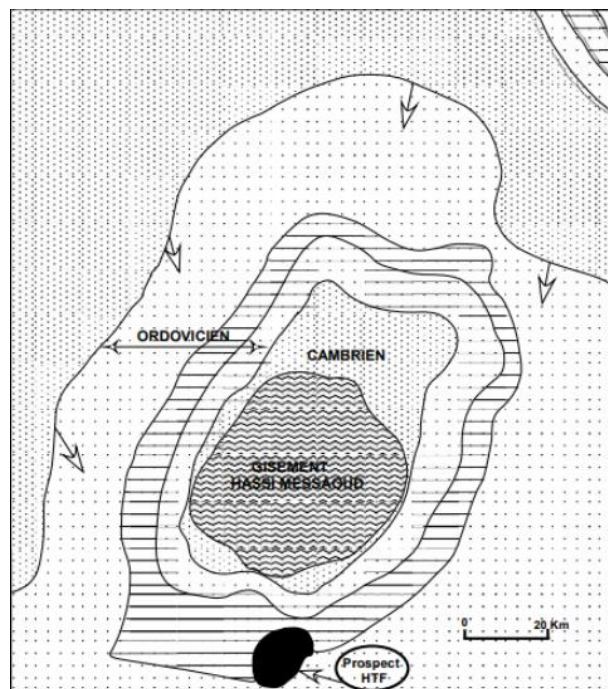 ORDOVICIEN
CAMBRIEN
GISEMENT
HASSI MESSAOUD
0 20 Km
Prospect
HTF